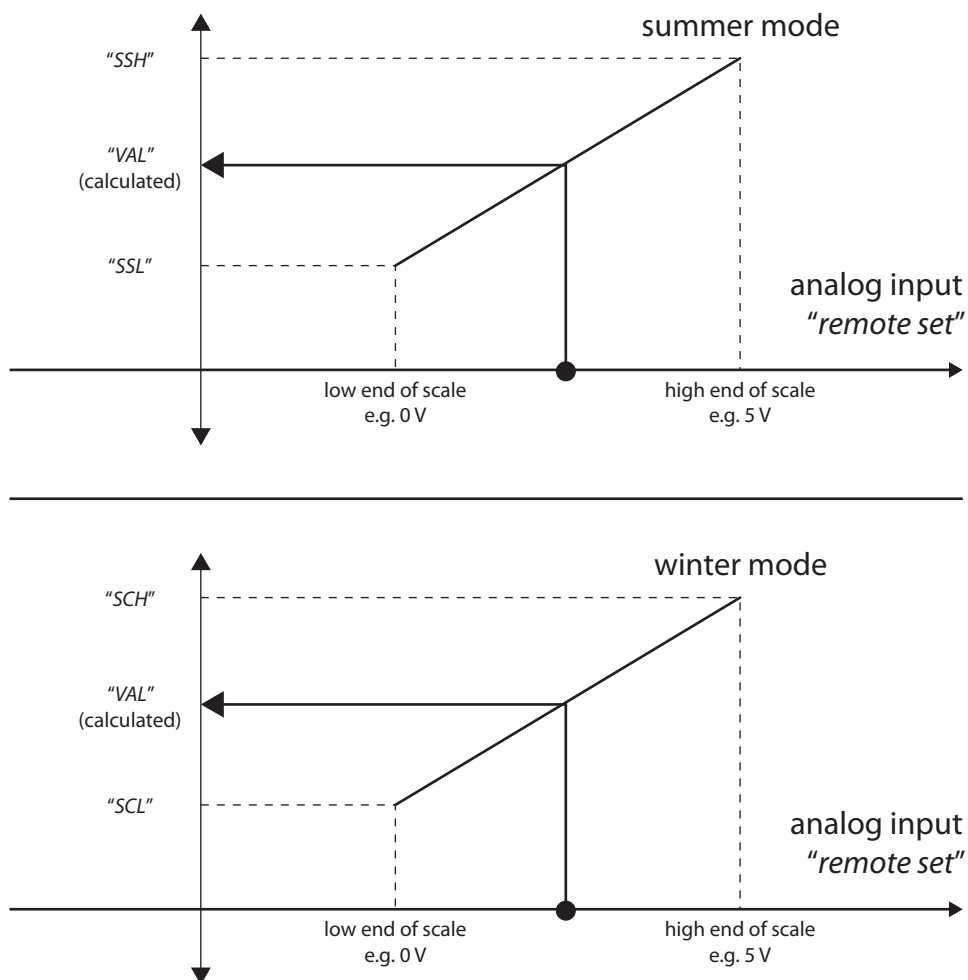 summer mode
“SSH”
“VAL”
(calculated)
“SSL”
analog input
“remote set”
low end of scale
e.g. 0 V
high end of scale
e.g. 5 V
winter mode
“SCH”
“VAL”
(calculated)
“SCL”
analog input
“remote set”
low end of scale
e.g. 0 V
high end of scale
e.g. 5 V